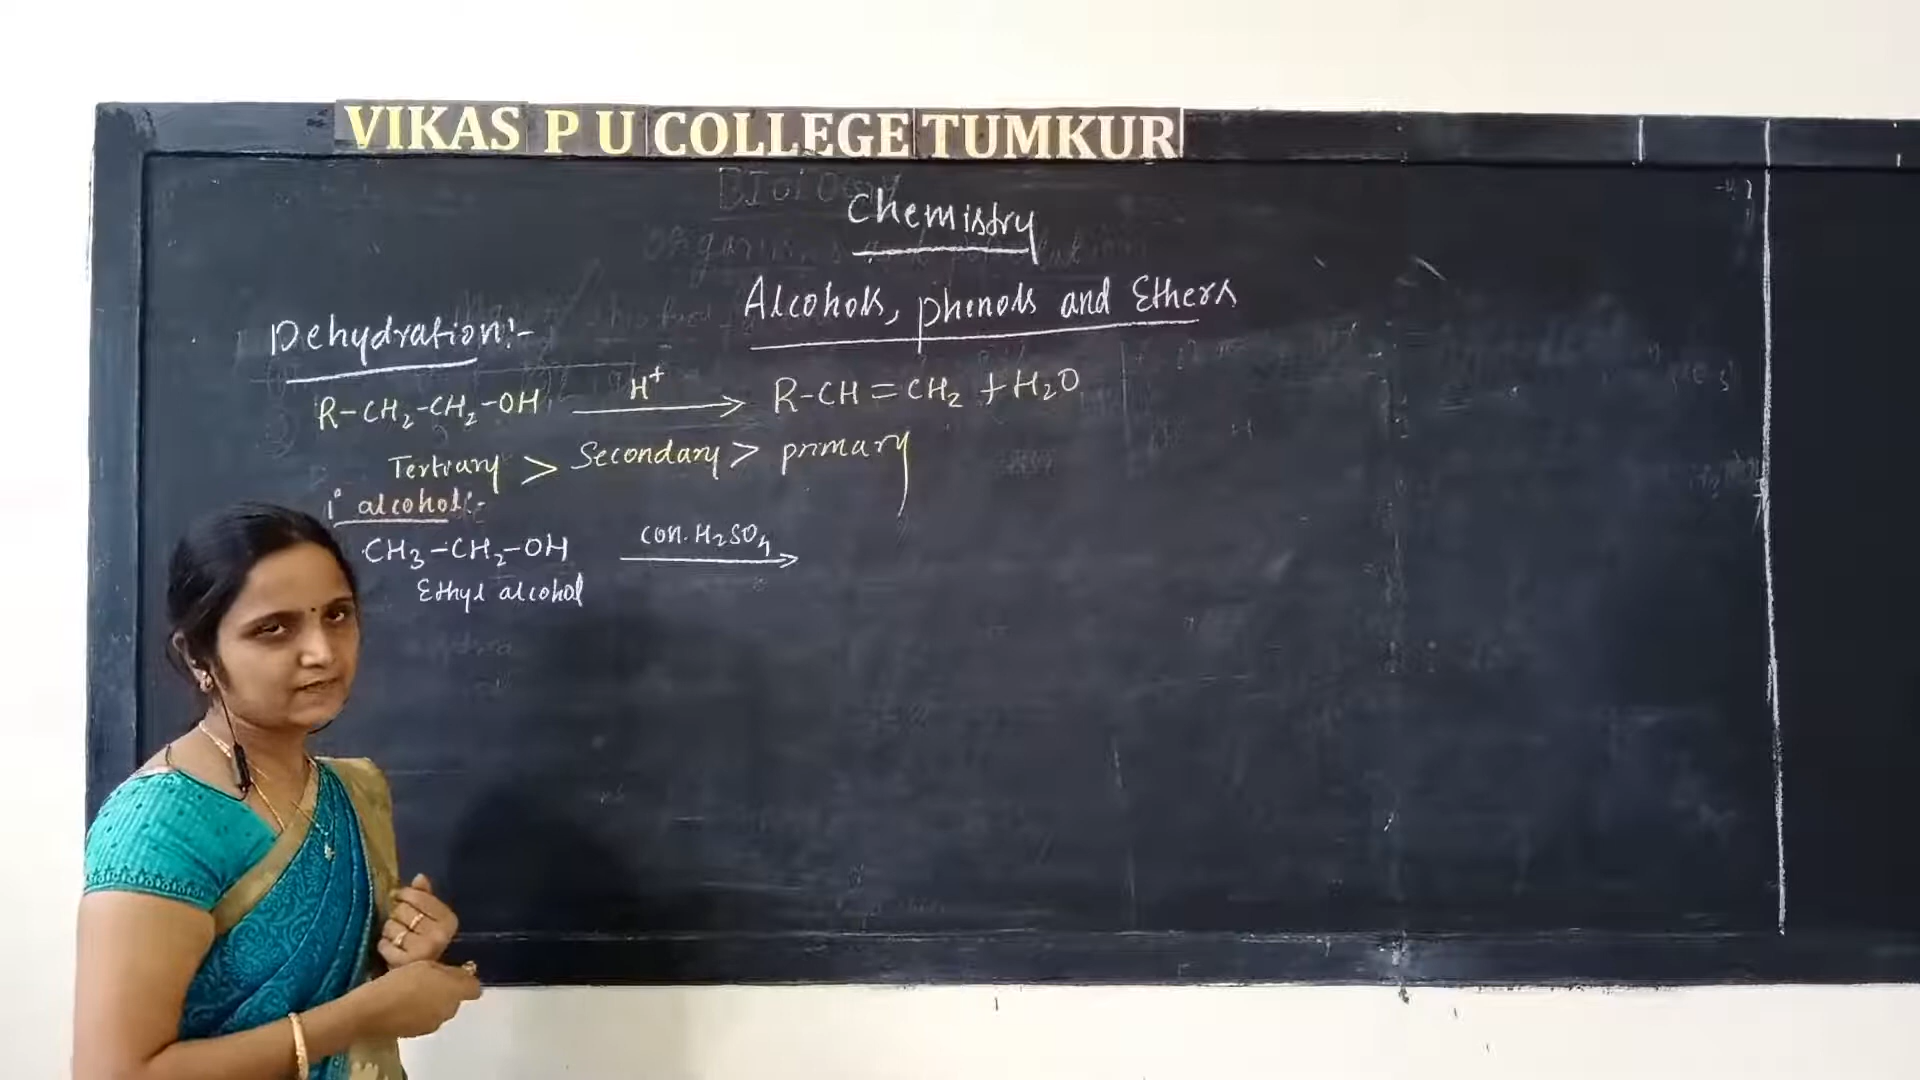 VIKAS P U COLLEGE TUMKUR
Chemistry
Alcohols, phenols and Ethers
Dehydration:-
R-CH₂-CH₂-OH H⁺ R-CH=CH₂ + H₂O
Tertiary > Secondary > primary
1° alcohol:-
CH₃-CH₂-OH con. H₂SO₄
Ethyl alcohol